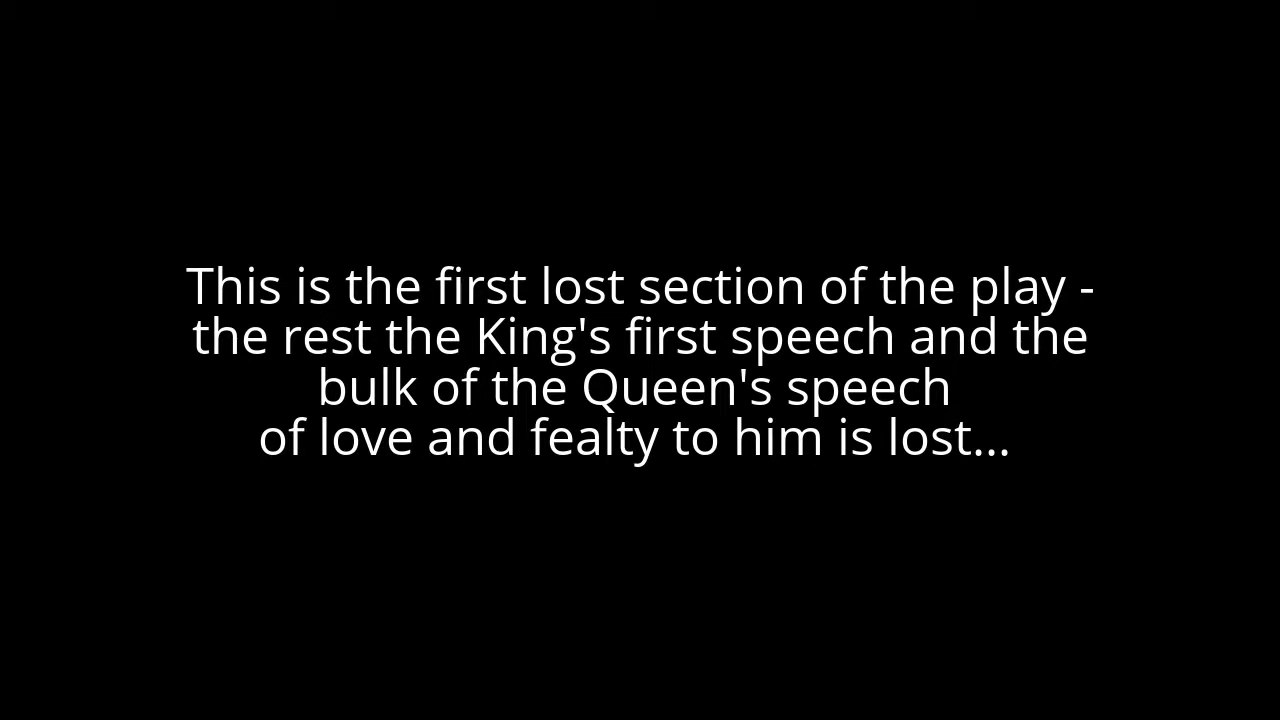 This is the first lost section of the play -
the rest the King's first speech and the
bulk of the Queen's speech
of love and fealty to him is lost...